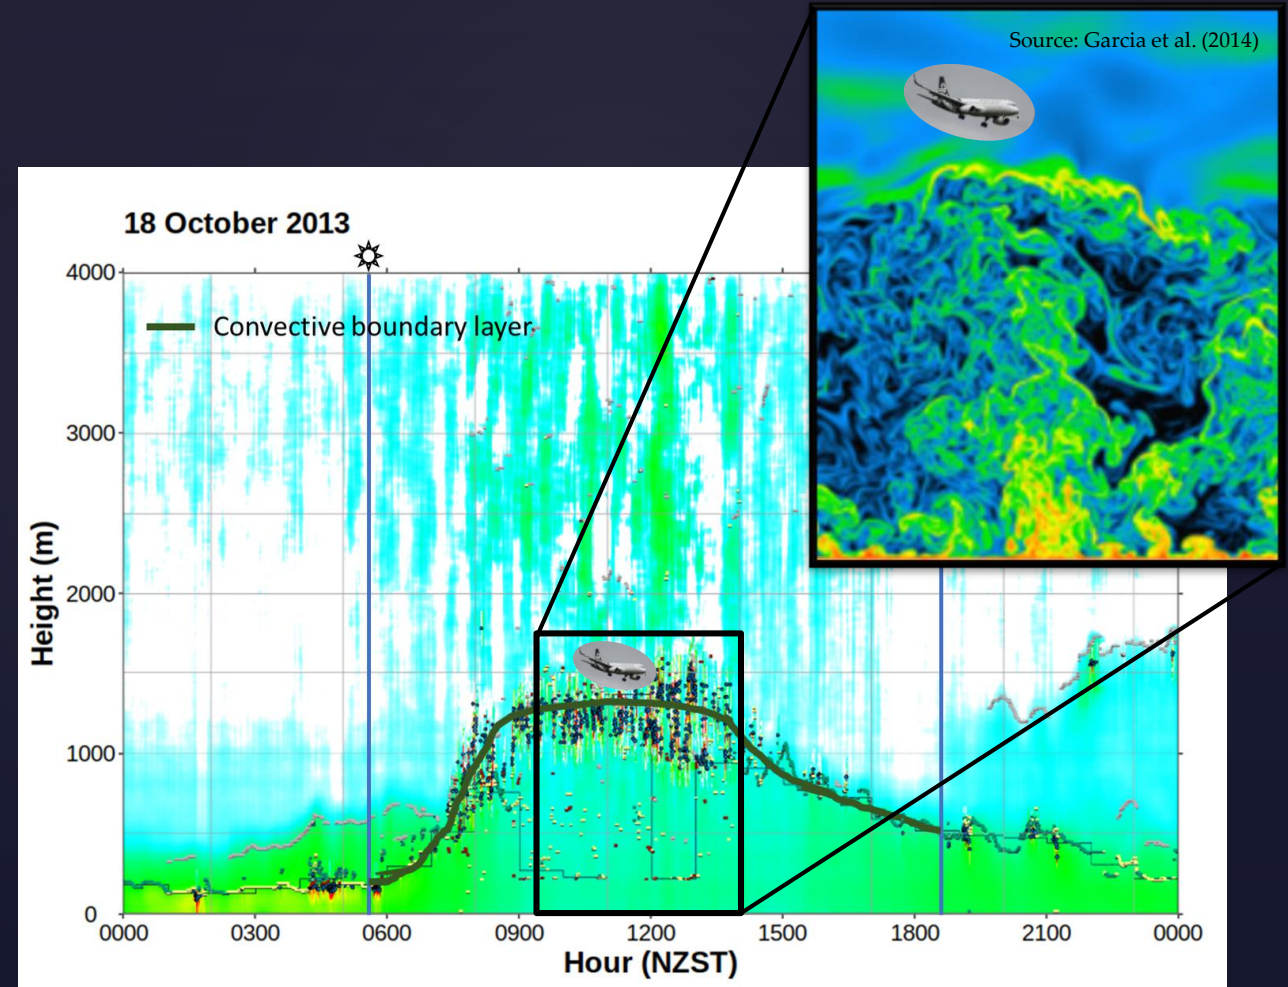 Source: Garcia et al. (2014)
18 October 2013
4000
Convective boundary layer
3000
Height (m)
2000
1000
0
0000 0300 0600 0900 1200 1500 1800 2100 0000
Hour (NZST)